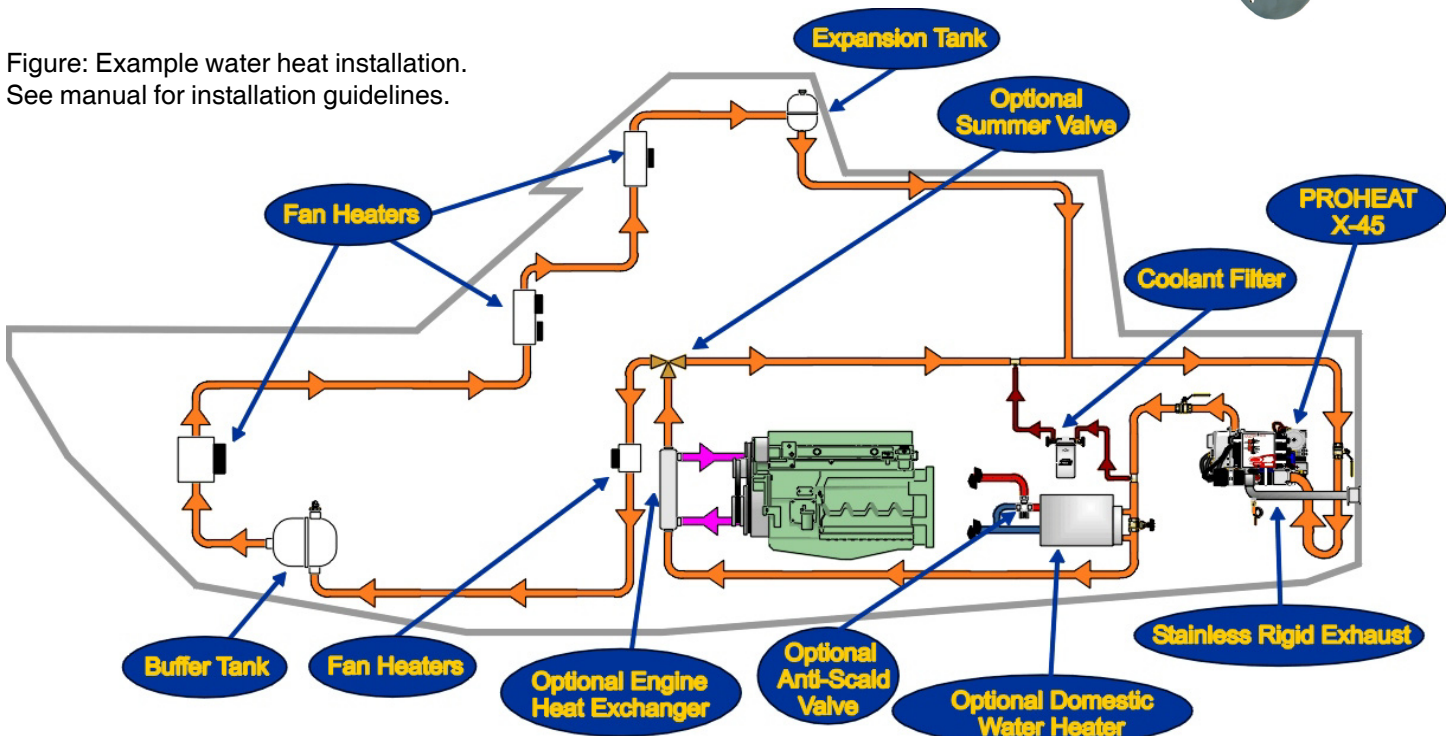 Figure: Example water heat installation.
See manual for installation guidelines.
Expansion Tank
Optional
Summer Valve
Fan Heaters
PROHEAT
X-45
Coolant Filter
Buffer Tank
Fan Heaters
Optional Engine
Heat Exchanger
Optional
Anti-Scald
Valve
Optional Domestic
Water Heater
Stainless Rigid Exhaust